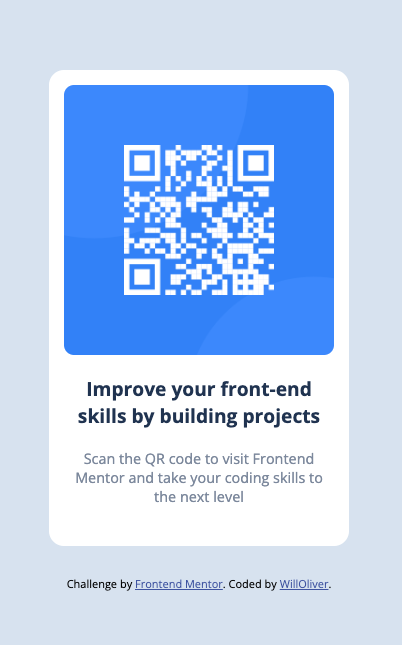 Improve your front-end
skills by building projects
Scan the QR code to visit Frontend
Mentor and take your coding skills to
the next level
Challenge by Frontend Mentor. Coded by WillOliver.